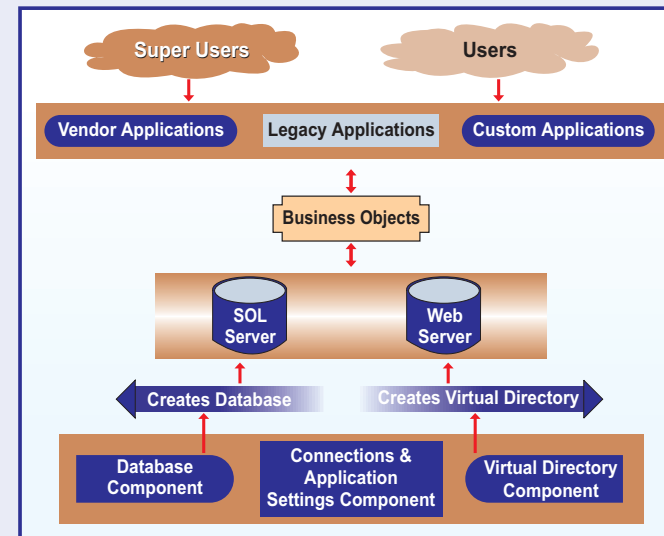 Super Users
Users
Vendor Applications
Legacy Applications
Custom Applications
Business Objects
SOL
Server
Web
Server
Creates Database
Creates Virtual Directory
Database
Component
Connections &
Application
Settings Component
Virtual Directory
Component